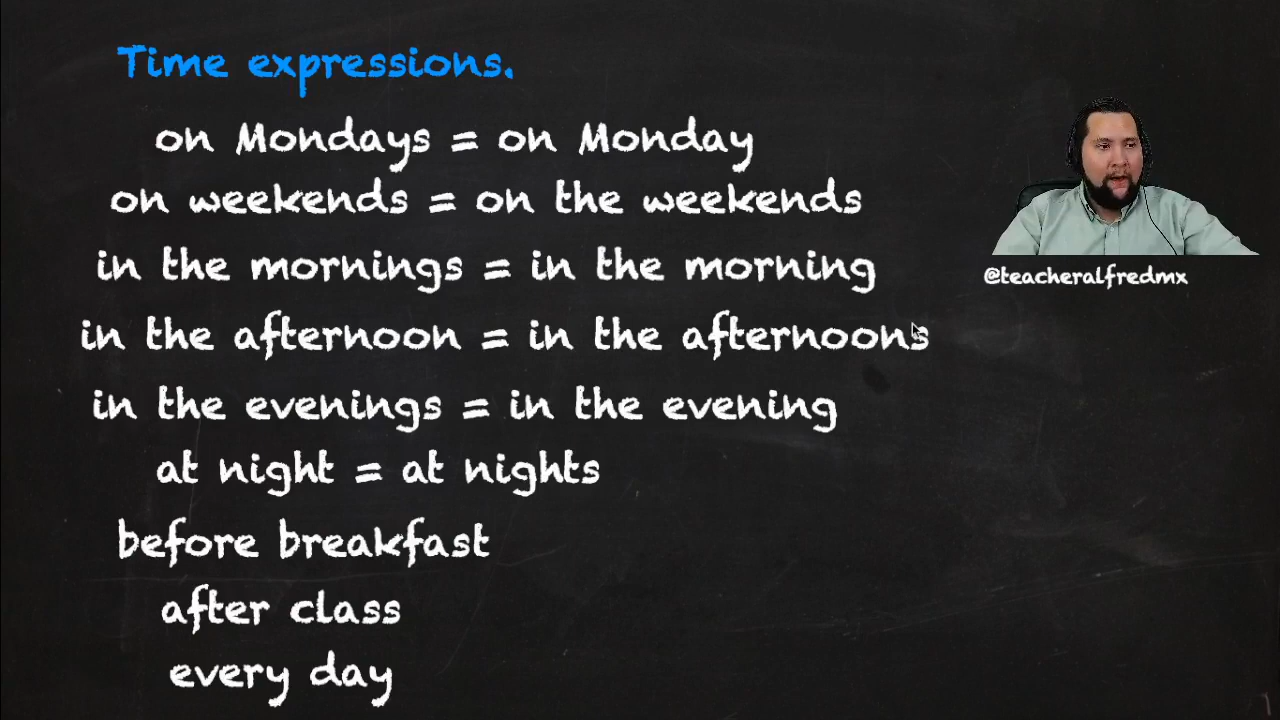 Time expressions.
on Mondays = on Monday
on weekends = on the weekends
in the mornings = in the morning
@teacheralfredmx
in the afternoon = in the afternoons
in the evenings = in the evening
at night = at nights
before breakfast
after class
every day